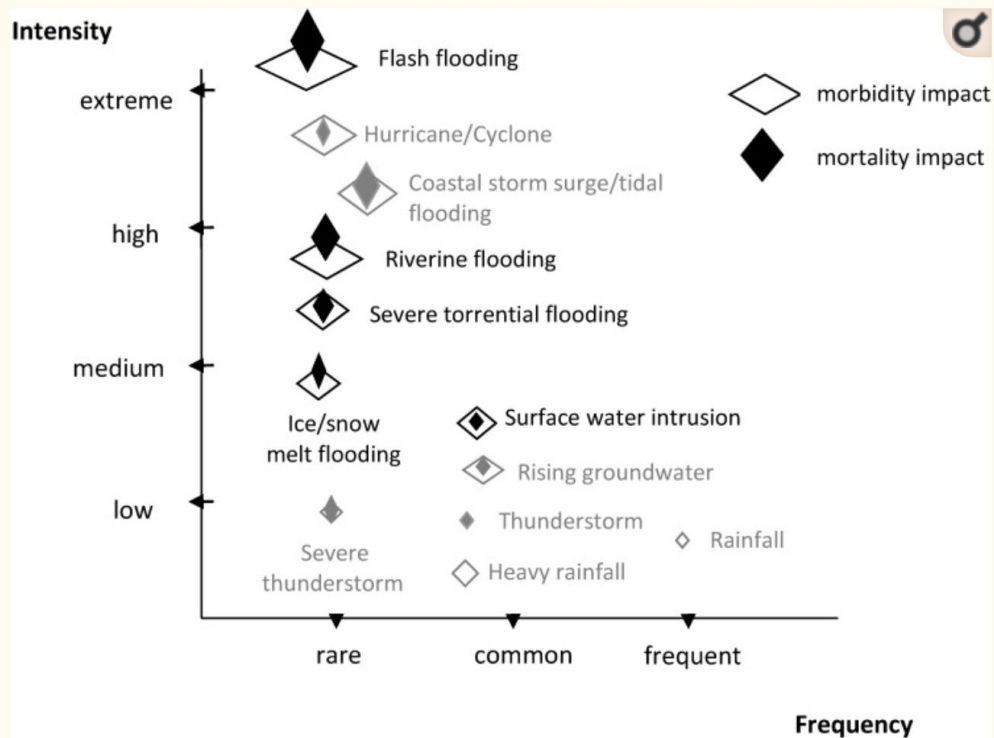 Intensity
Flash flooding
extreme
morbidity impact
Hurricane/Cyclone
mortality impact
Coastal storm surge/tidal
flooding
high
Riverine flooding
Severe torrential flooding
medium
Ice/snow
melt flooding
Surface water intrusion
Rising groundwater
low
Thunderstorm
Rainfall
Severe
thunderstorm
Heavy rainfall
rare
common
frequent
Frequency